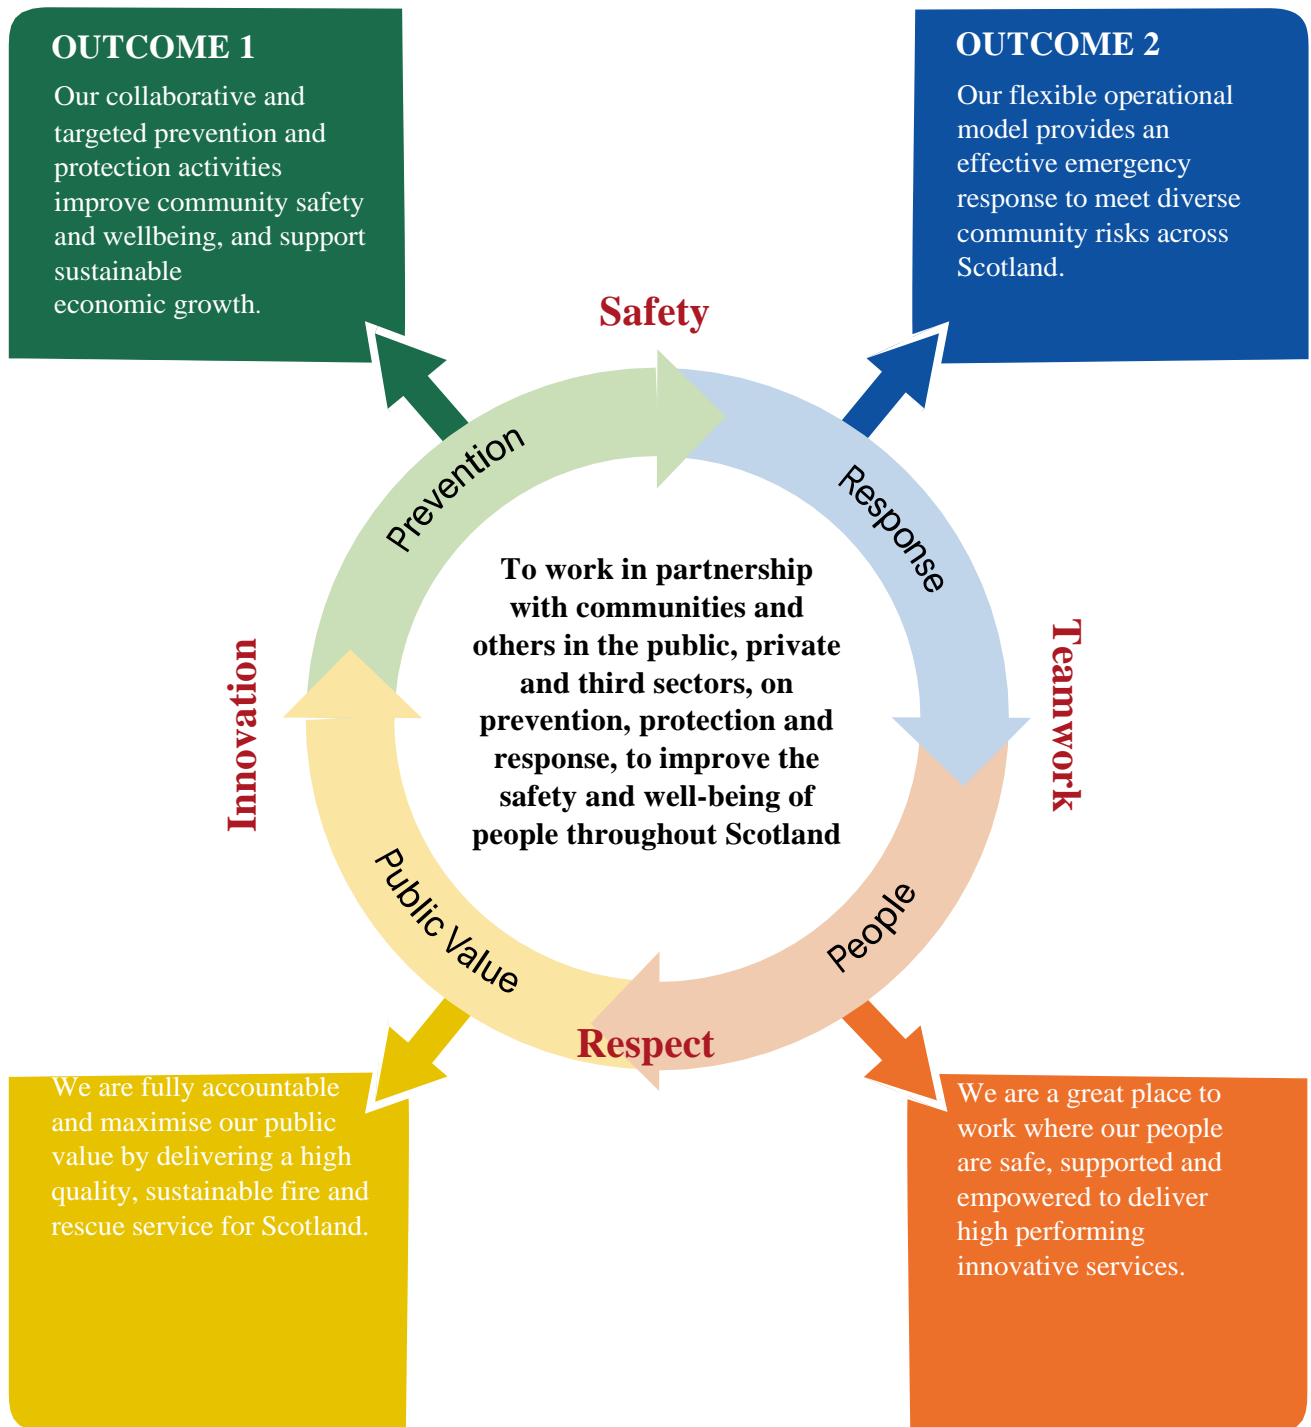 OUTCOME 1
Our collaborative and
targeted prevention and
protection activities
improve community safety
and wellbeing, and support
sustainable
economic growth.
OUTCOME 2
Our flexible operational
model provides an
effective emergency
response to meet diverse
community risks across
Scotland.
Safety
Prevention
Response
To work in partnership
with communities and
others in the public, private
and third sectors, on
prevention, protection and
response, to improve the
safety and well-being of
people throughout Scotland
Innovation
Teamwork
Public Value
People
Respect
We are fully accountable
and maximise our public
value by delivering a high
quality, sustainable fire and
rescue service for Scotland.
We are a great place to
work where our people
are safe, supported and
empowered to deliver
high performing
innovative services.